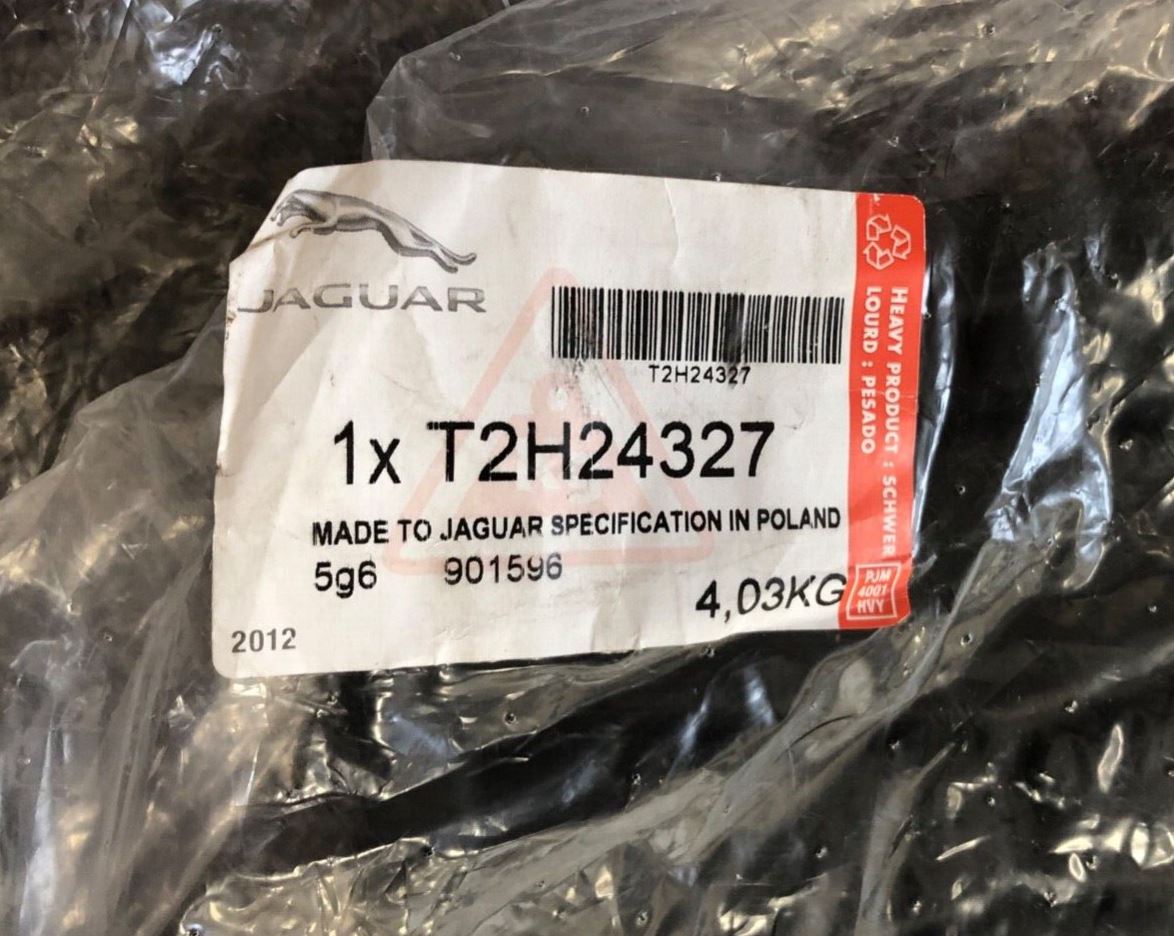 JAGUAR
T2H24327
1x T2H24327
MADE TO JAGUAR SPECIFICATION IN POLAND
5g6 901596
4,03KG
2012
HEAVY PRODUCT : SCHWER
LOURD : PESADO
PJM
4001
HVY